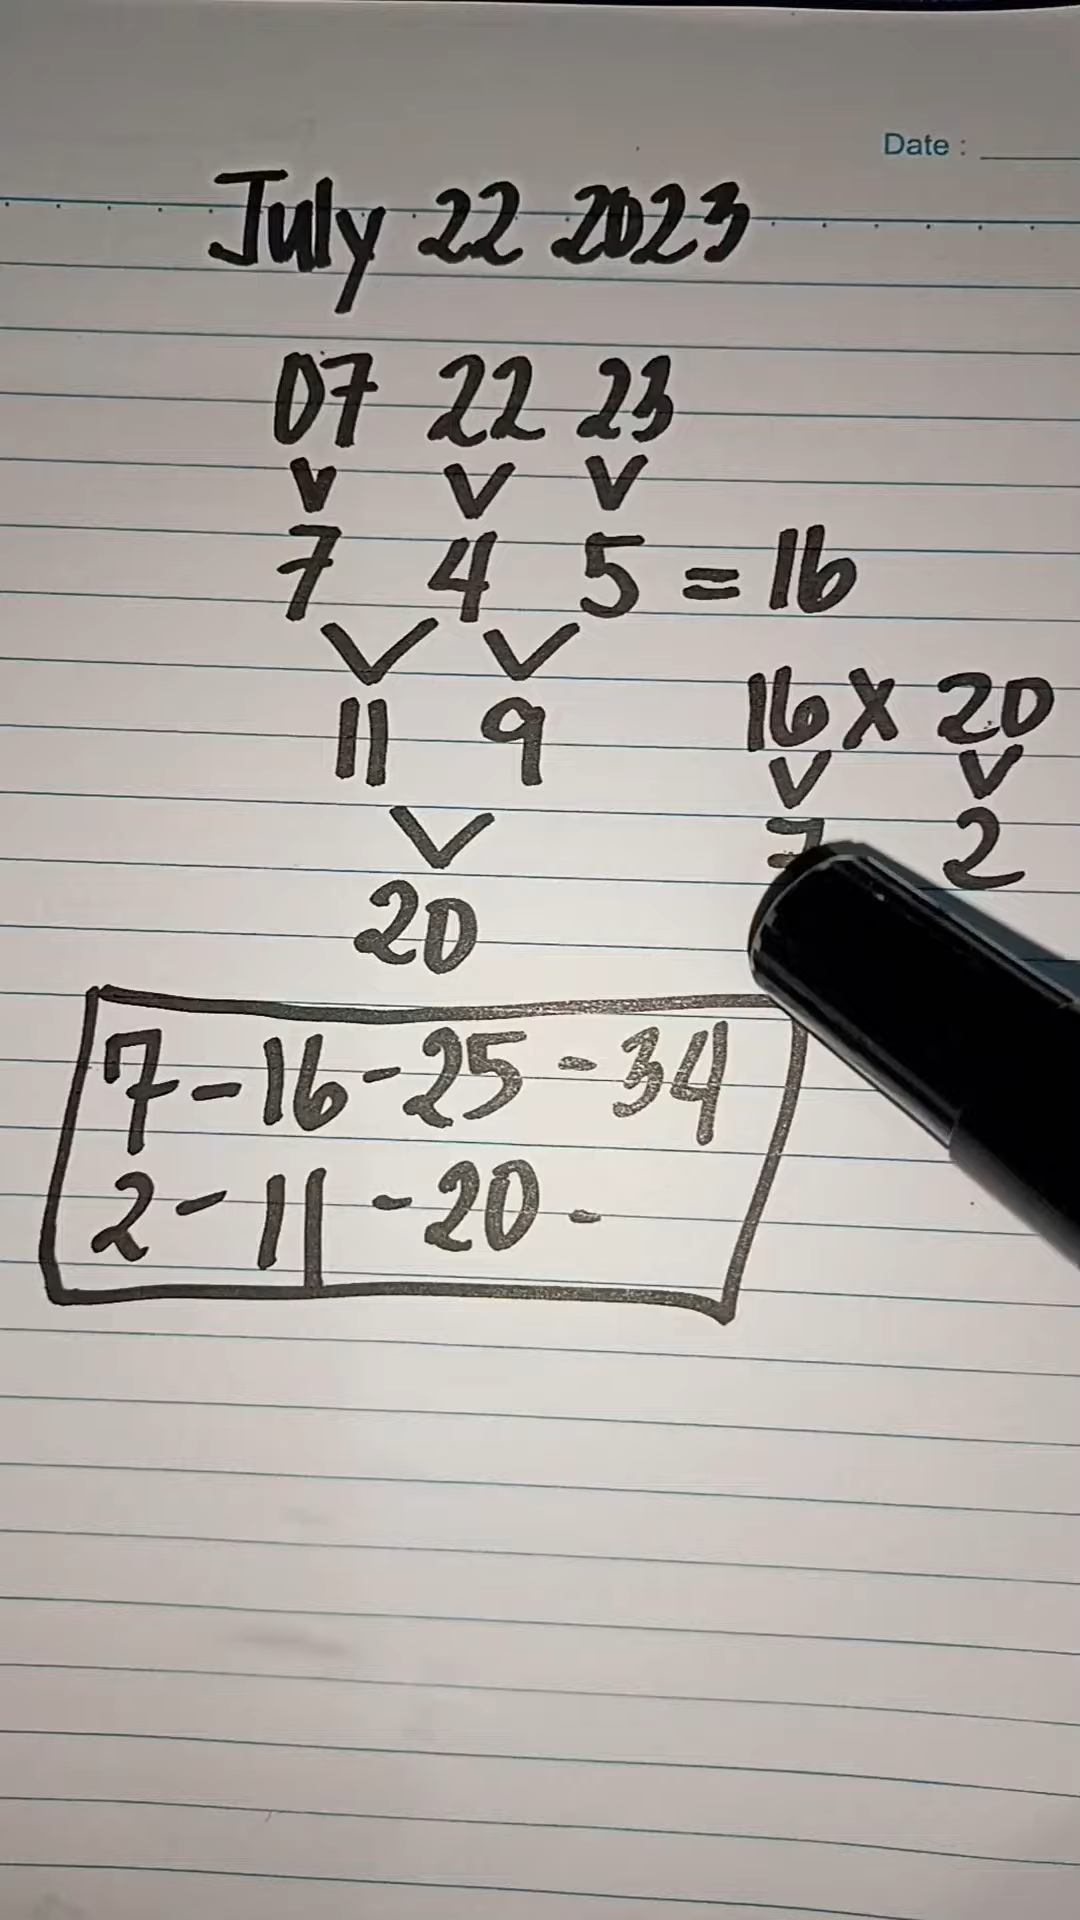 Date :
July 22 2023
07 22 23
V V V
7 4 5 = 16
V V
11 9
16 X 20
V V
7 2
V
20
7 - 16 - 25 - 34
2 - 11 - 20 -